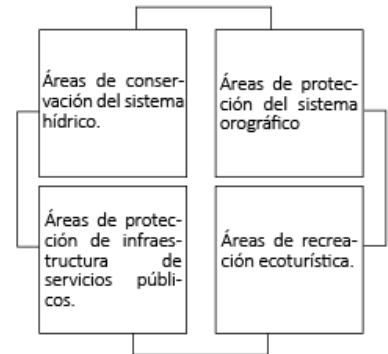 Áreas de conser-
vación del sistema
hídrico.
Áreas de protec-
ción del sistema
orográfico
Áreas de protec-
ción de infraes-
tructura de
servicios públi-
cos.
Áreas de recrea-
ción ecoturística.